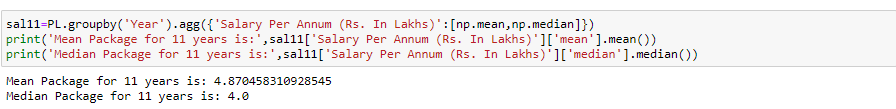 sal11=PL.groupby('Year').agg({'Salary Per Annum (Rs. In Lakhs)':[np.mean,np.median]})
print('Mean Package for 11 years is:',sal11['Salary Per Annum (Rs. In Lakhs)']['mean'].mean())
print('Median Package for 11 years is:',sal11['Salary Per Annum (Rs. In Lakhs)']['median'].median())
Mean Package for 11 years is: 4.870458310928545
Median Package for 11 years is: 4.0